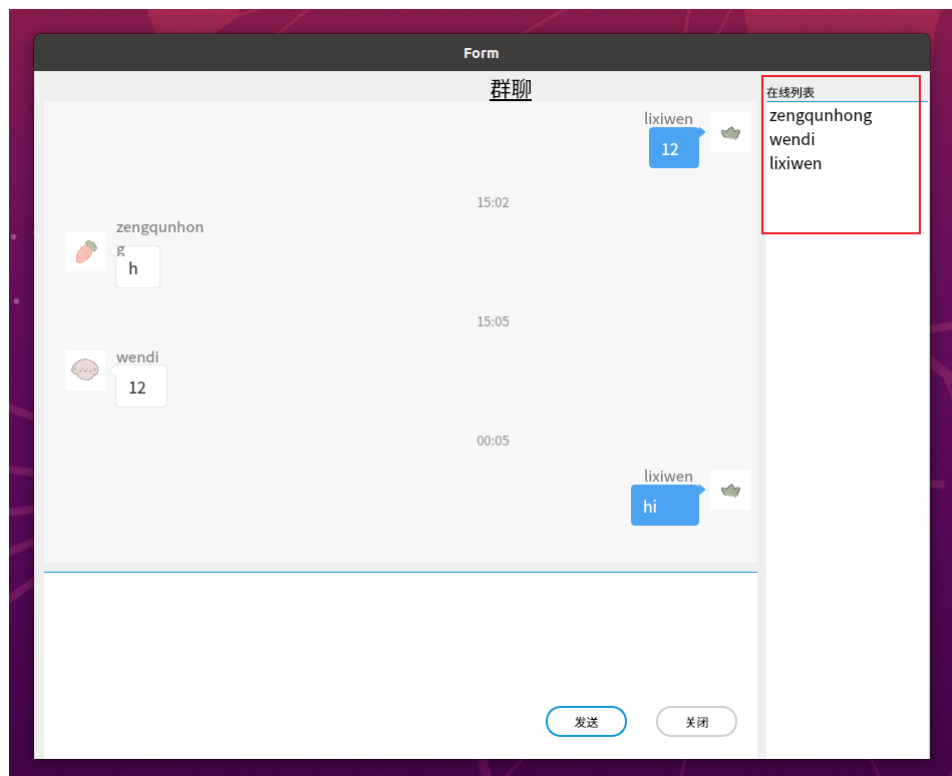 Form
群聊
lixiwen
12
15:02
zengqunhon
g
h
15:05
wendi
12
00:05
lixiwen
hi
发送
关闭
在线列表
zengqunhong
wendi
lixiwen